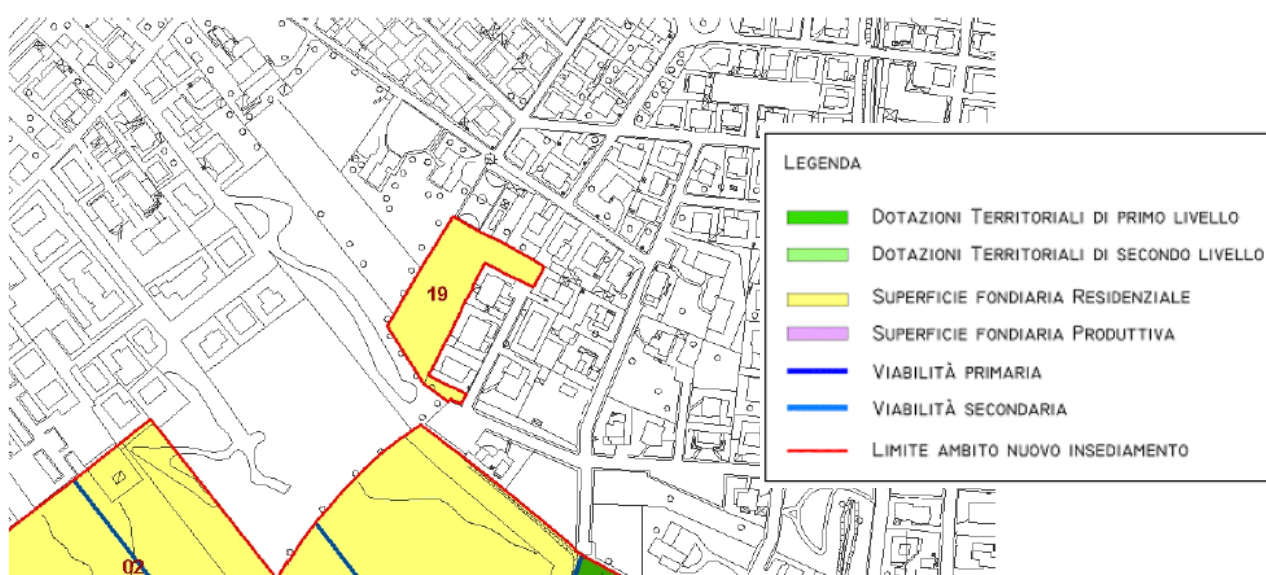 LEGENDA
DOTAZIONI TERRITORIALI DI PRIMO LIVELLO
DOTAZIONI TERRITORIALI DI SECONDO LIVELLO
SUPERFICIE FONDIARIA RESIDENZIALE
SUPERFICIE FONDIARIA PRODUTTIVA
VIABILITÀ PRIMARIA
VIABILITÀ SECONDARIA
LIMITE AMBITO NUOVO INSEDIAMENTO
19
02